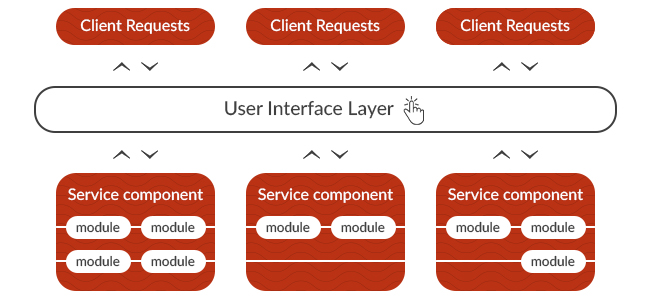 Client Requests Client Requests Client Requests
User Interface Layer
Service component Service component Service component
module module module module module module
module module module